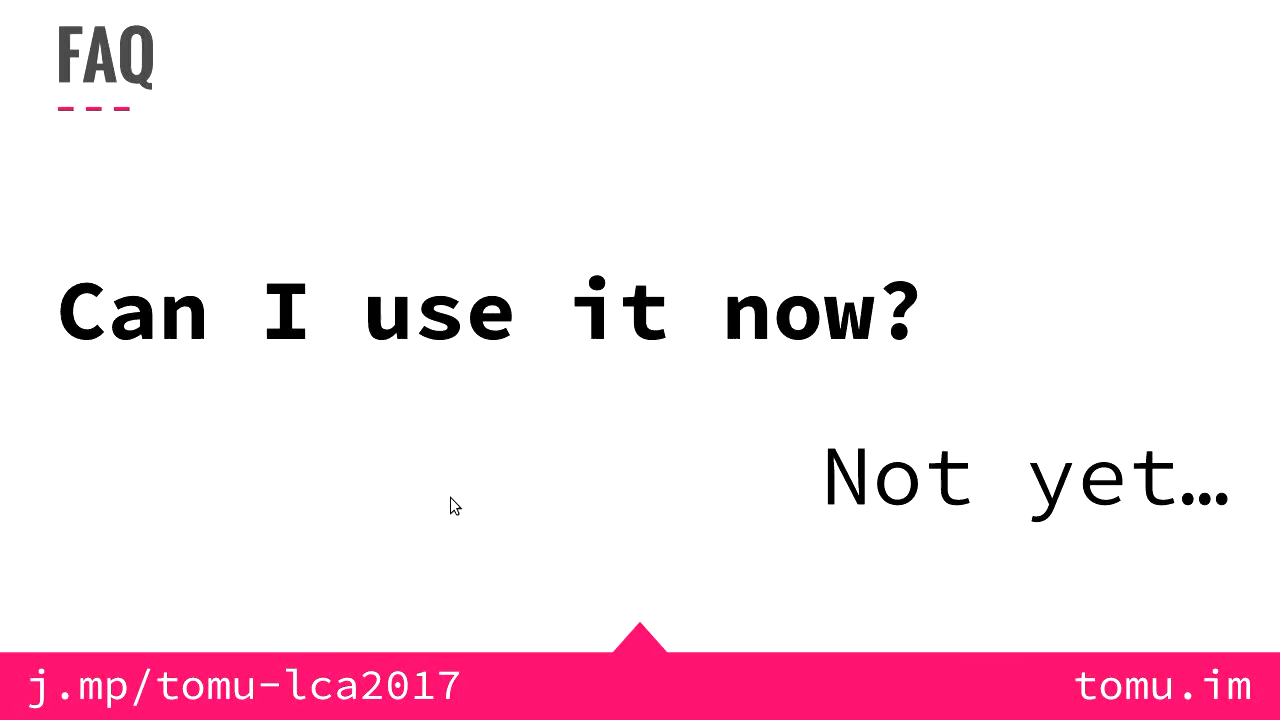 FAQ
Can I use it now?
Not yet…
j.mp/tomu-lca2017
tomu.im